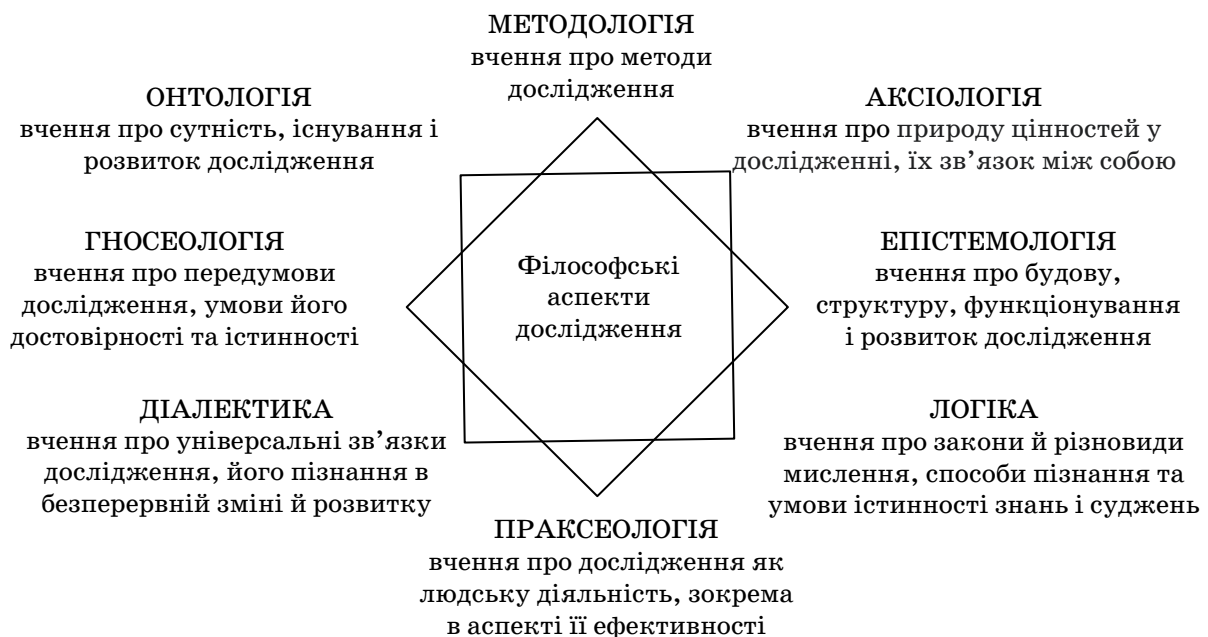 МЕТОДОЛОГІЯ
вчення про методи
дослідження
ОНТОЛОГІЯ
вчення про сутність, існування і
розвиток дослідження
АКСІОЛОГІЯ
вчення про природу цінностей у
дослідженні, їх зв’язок між собою
ГНОСЕОЛОГІЯ
вчення про передумови
дослідження, умови його
достовірності та істинності
Філософські
аспекти
дослідження
ЕПІСТЕМОЛОГІЯ
вчення про будову,
структуру, функціонування
і розвиток дослідження
ДІАЛЕКТИКА
вчення про універсальні зв’язки
дослідження, його пізнання в
безперервній зміні й розвитку
ЛОГІКА
вчення про закони й різновиди
мислення, способи пізнання та
умови істинності знань і суджень
ПРАКСЕОЛОГІЯ
вчення про дослідження як
людську діяльність, зокрема
в аспекті її ефективності